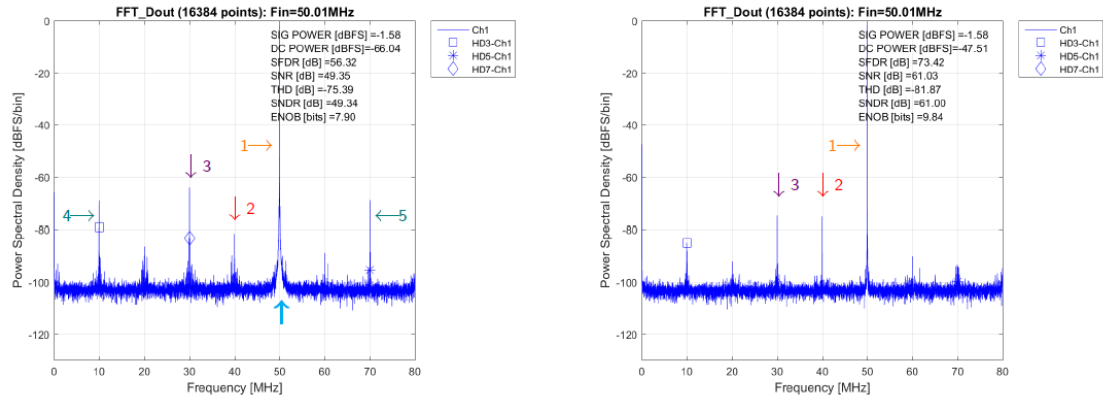 FFT_Dout (16384 points): Fin=50.01MHz
SIG POWER [dBFS] =-1.58
DC POWER [dBFS]=-66.04
SFDR [dB] =56.32
SNR [dB] =49.35
THD [dB] =-75.39
SNDR [dB] =49.34
ENOB [bits] =7.90
Ch1
HD3-Ch1
HD5-Ch1
HD7-Ch1
1
3
2
4
5
0
-20
-40
-60
-80
-100
-120
Power Spectral Density [dBFS/bin]
0 10 20 30 40 50 60 70 80
Frequency [MHz]
FFT_Dout (16384 points): Fin=50.01MHz
SIG POWER [dBFS] =-1.58
DC POWER [dBFS]=-47.51
SFDR [dB] =73.42
SNR [dB] =61.03
THD [dB] =-81.87
SNDR [dB] =61.00
ENOB [bits] =9.84
Ch1
HD3-Ch1
HD5-Ch1
HD7-Ch1
1
3
2
0
-20
-40
-60
-80
-100
-120
Power Spectral Density [dBFS/bin]
0 10 20 30 40 50 60 70 80
Frequency [MHz]